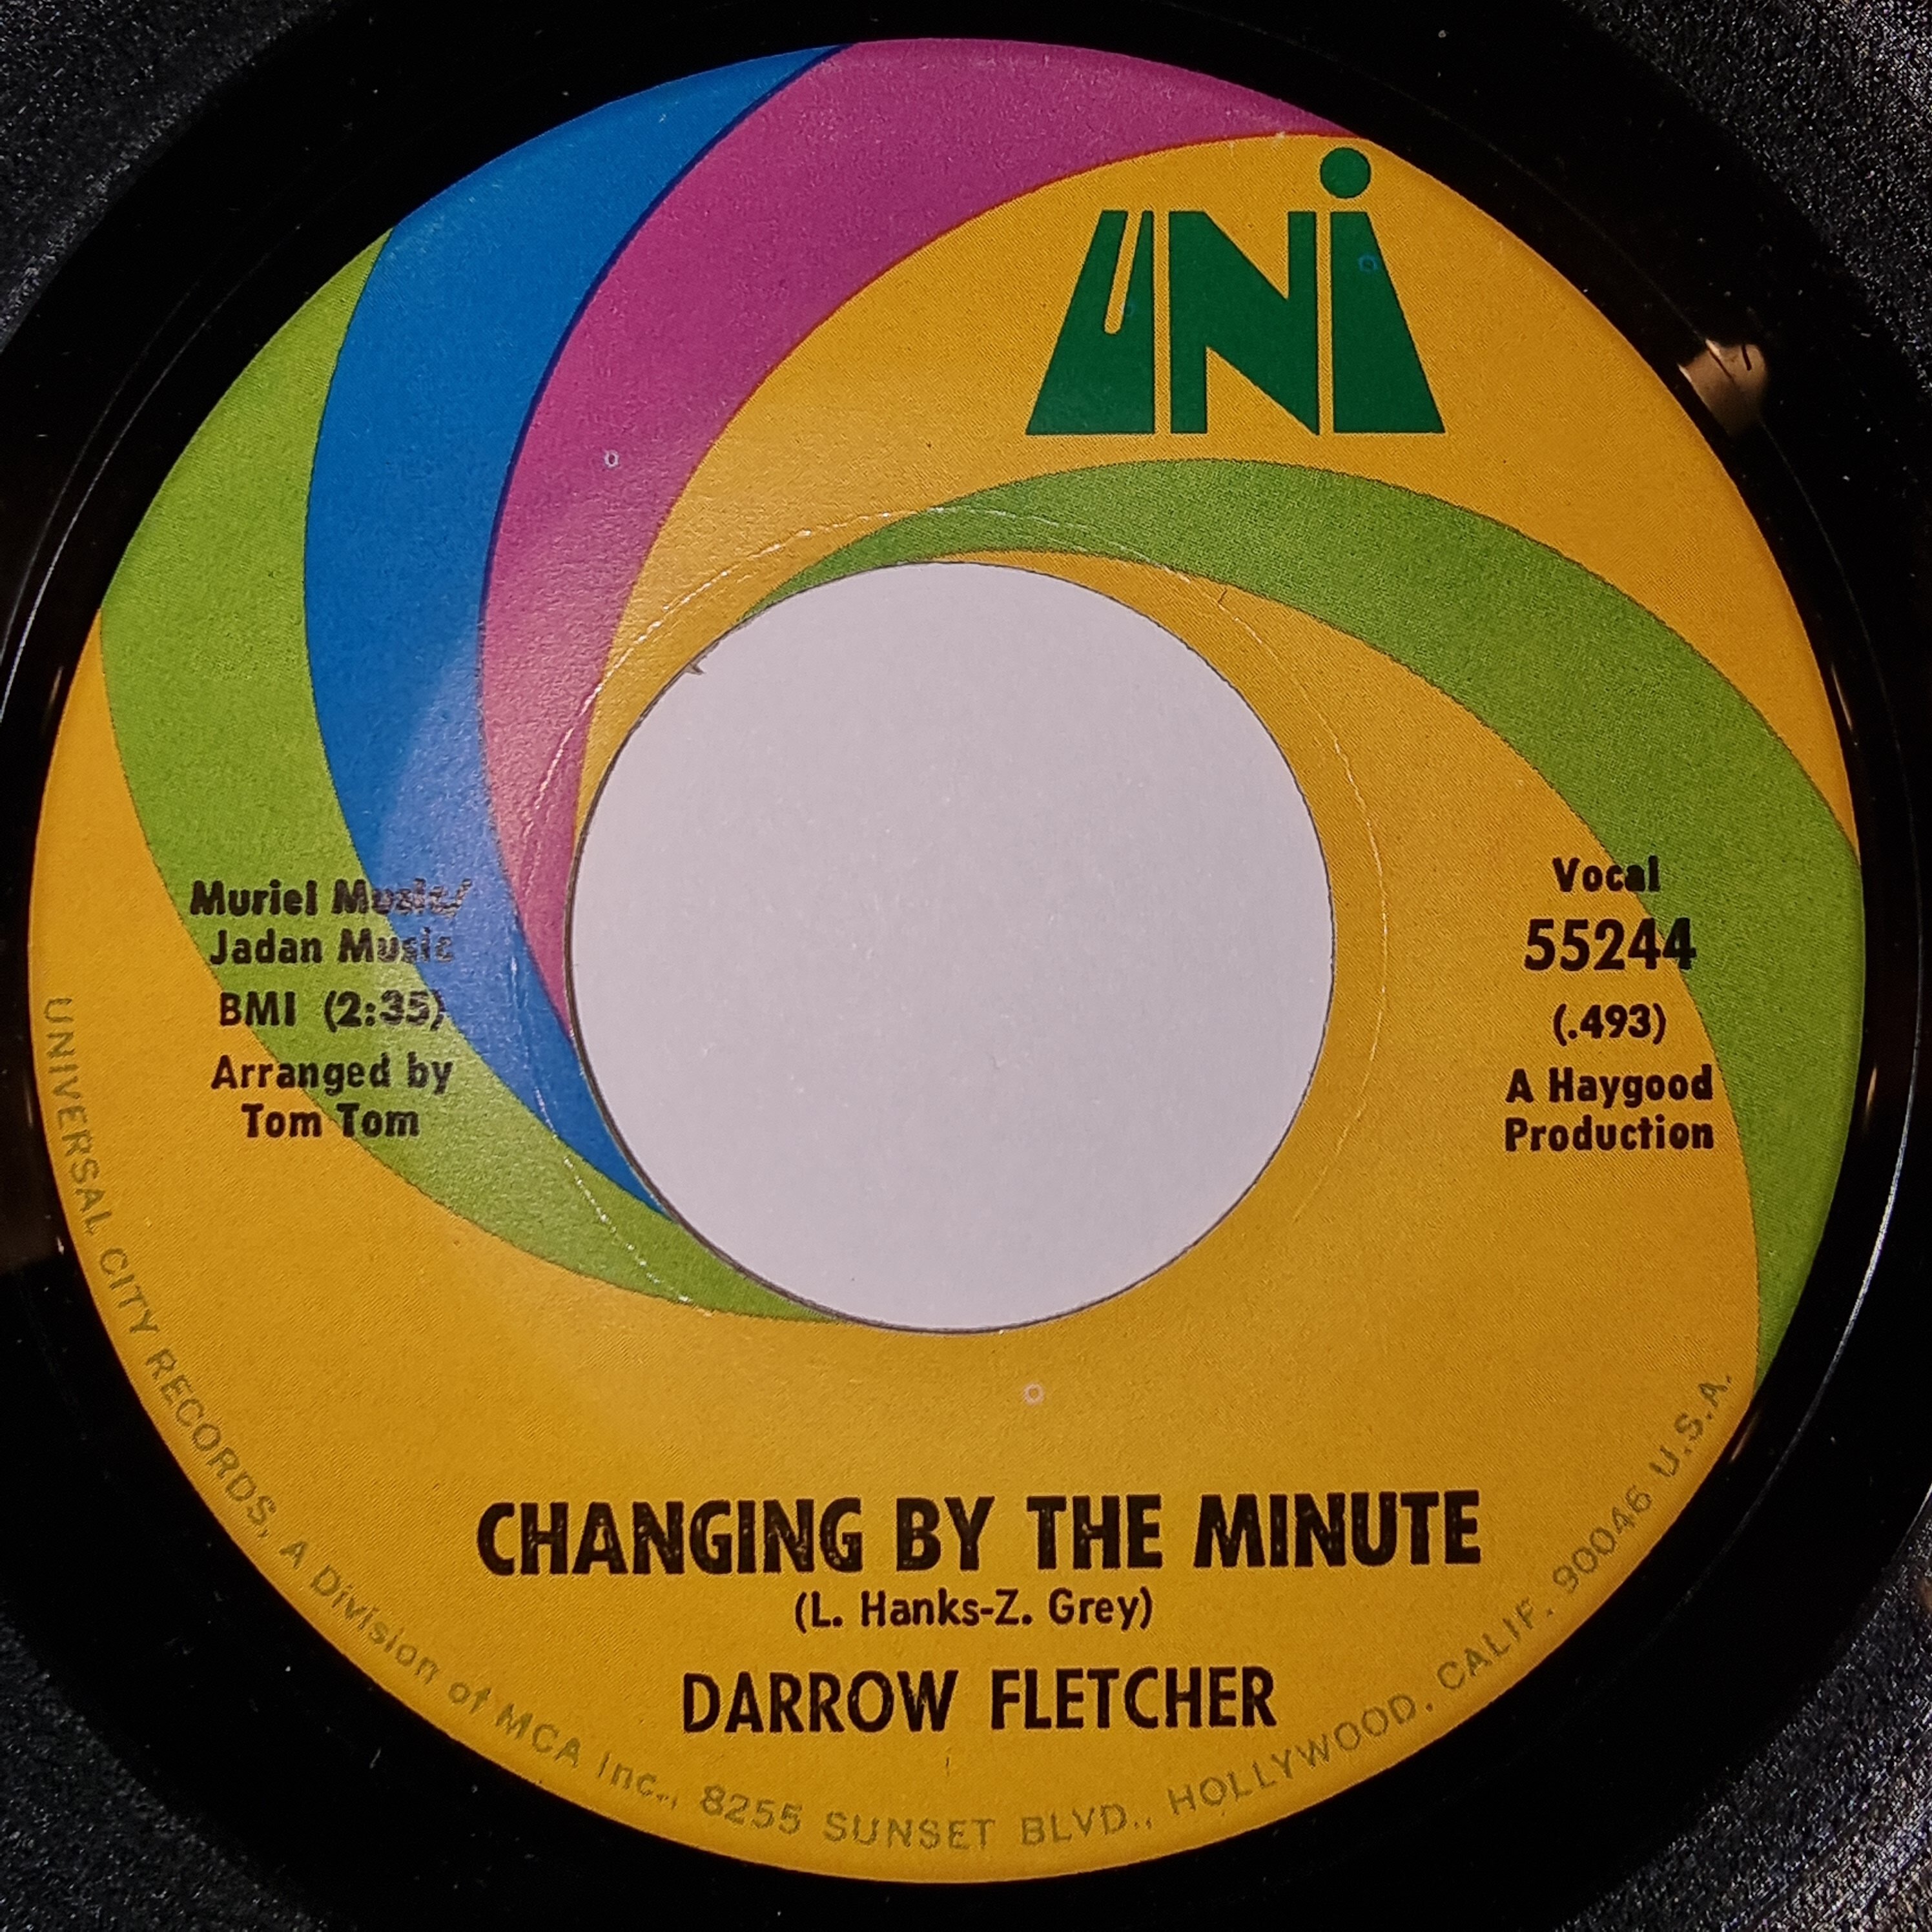 UNI
Muriel Music/
Jadan Music
BMI (2:35)
Arranged by
Tom Tom
Vocal
55244
(.493)
A Haygood
Production
CHANGING BY THE MINUTE
(L. Hanks-Z. Grey)
DARROW FLETCHER
UNIVERSAL CITY RECORDS, A Division of MCA Inc., 8255 SUNSET BLVD., HOLLYWOOD, CALIF. 90046 U.S.A.